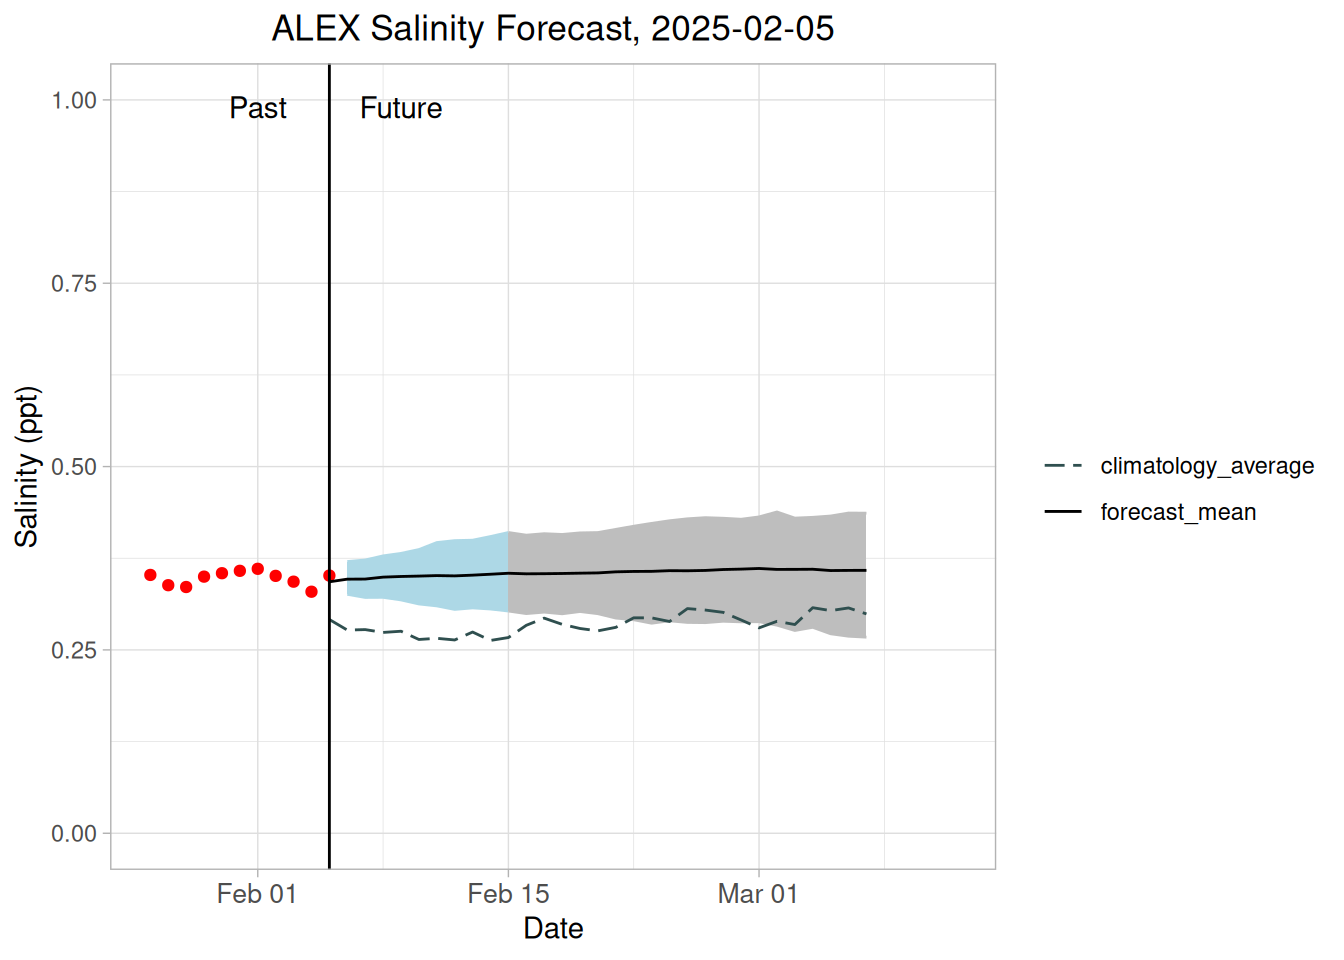 ALEX Salinity Forecast, 2025-02-05
Past
Future
1.00
0.75
0.50
0.25
0.00
Salinity (ppt)
Feb 01
Feb 15
Mar 01
Date
climatology_average
forecast_mean